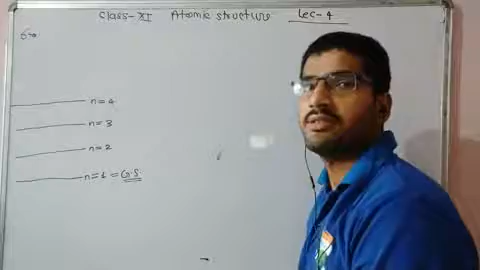 Class-XI Atomic structure Lec-4
n=4
n=3
n=2
n=1 = G.S